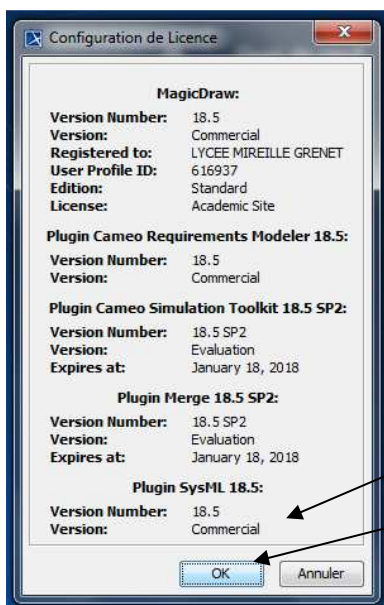 Configuration de Licence
MagicDraw:
Version Number: 18.5
Version: Commercial
Registered to: LYCEE MIREILLE GRENET
User Profile ID: 616937
Edition: Standard
License: Academic Site
Plugin Cameo Requirements Modeler 18.5:
Version Number: 18.5
Version: Commercial
Plugin Cameo Simulation Toolkit 18.5 SP2:
Version Number: 18.5 SP2
Version: Evaluation
Expires at: January 18, 2018
Plugin Merge 18.5 SP2:
Version Number: 18.5 SP2
Version: Evaluation
Expires at: January 18, 2018
Plugin SysML 18.5:
Version Number: 18.5
Version: Commercial
OK Annuler